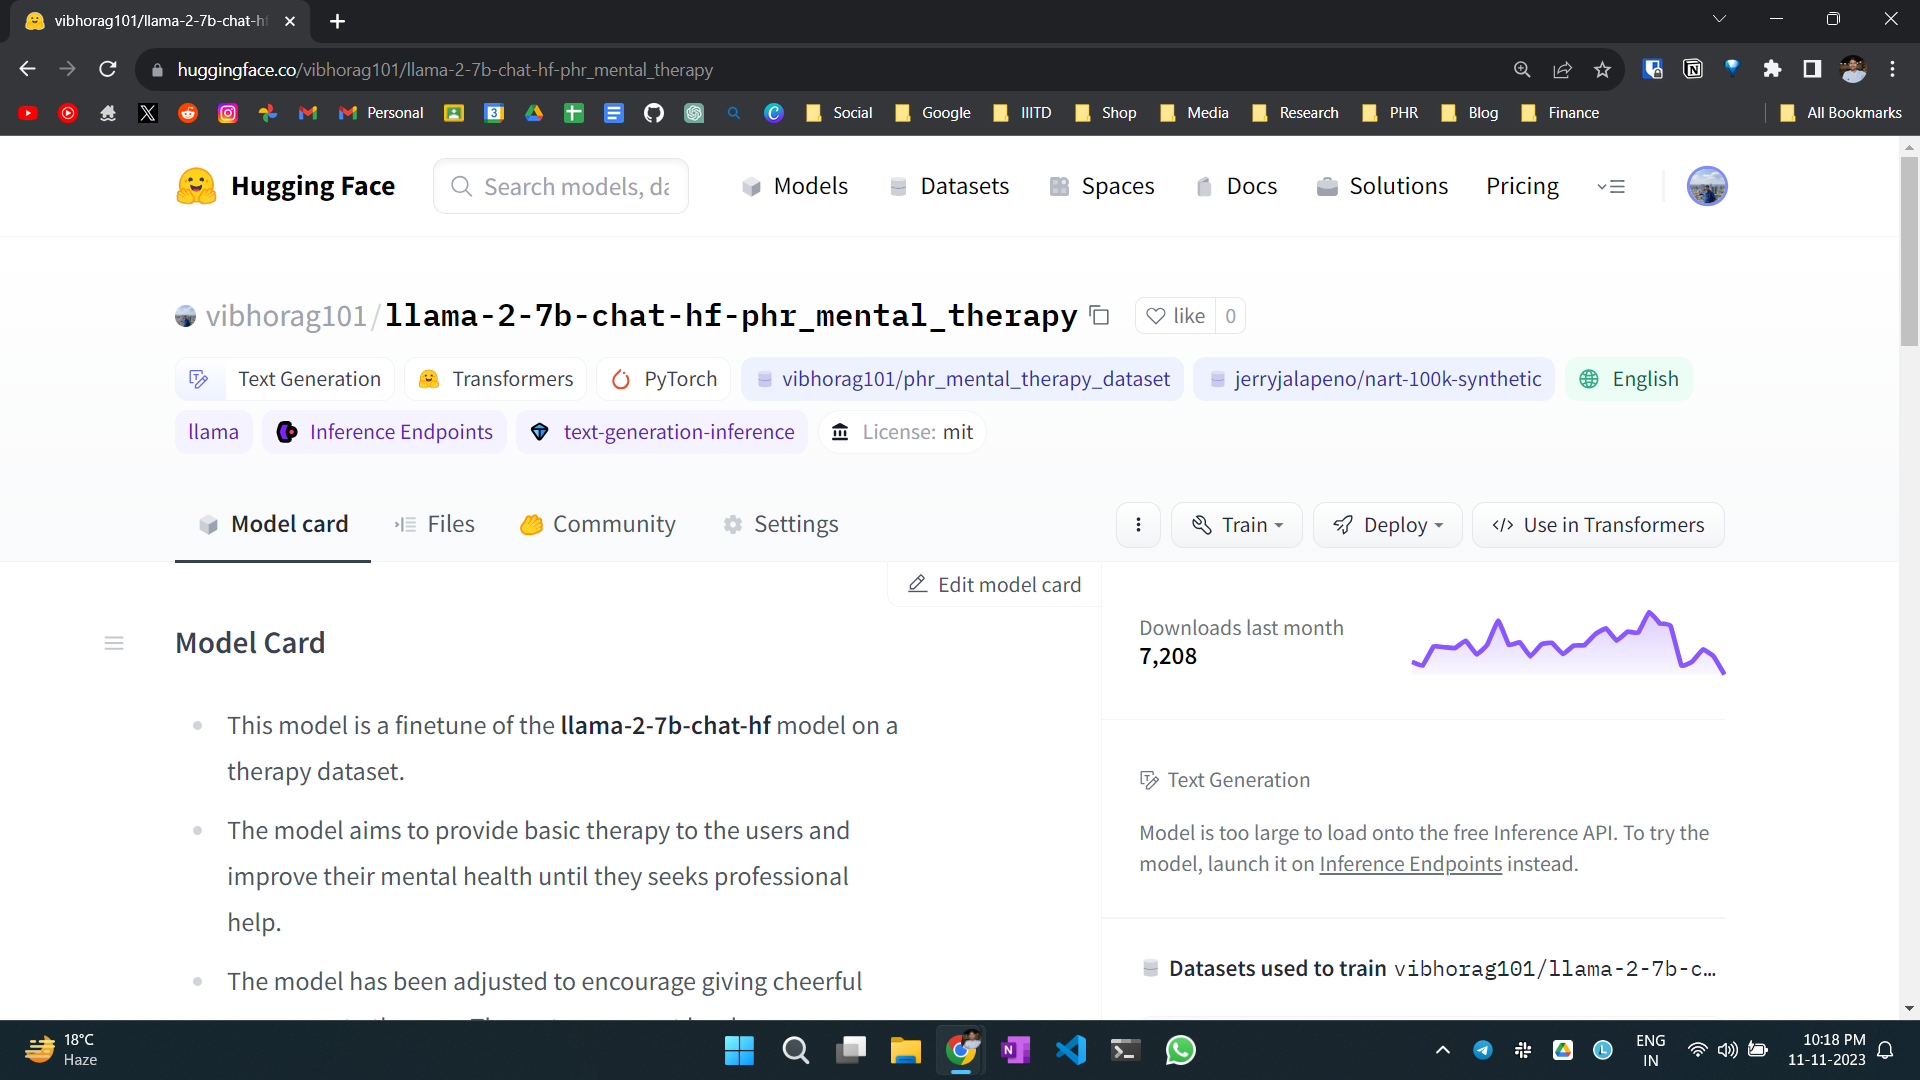 vibhorag101/llama-2-7b-chat-hf
huggingface.co/vibhorag101/llama-2-7b-chat-hf-phr_mental_therapy
Personal Social Google IIITD Shop Media Research PHR Blog Finance All Bookmarks
Hugging Face Search models, da Models Datasets Spaces Docs Solutions Pricing
vibhorag101/llama-2-7b-chat-hf-phr_mental_therapy like 0
Text Generation Transformers PyTorch vibhorag101/phr_mental_therapy_dataset jerryjalapeno/nart-100k-synthetic English
llama Inference Endpoints text-generation-inference License: mit
Model card Files Community Settings Train Deploy Use in Transformers
Edit model card
Model Card
This model is a finetune of the llama-2-7b-chat-hf model on a
therapy dataset.
The model aims to provide basic therapy to the users and
improve their mental health until they seeks professional
help.
The model has been adjusted to encourage giving cheerful
Downloads last month
7,208
Text Generation
Model is too large to load onto the free Inference API. To try the
model, launch it on Inference Endpoints instead.
Datasets used to train vibhorag101/llama-2-7b-c...
18°C
Haze
ENG
IN
10:18 PM
11-11-2023